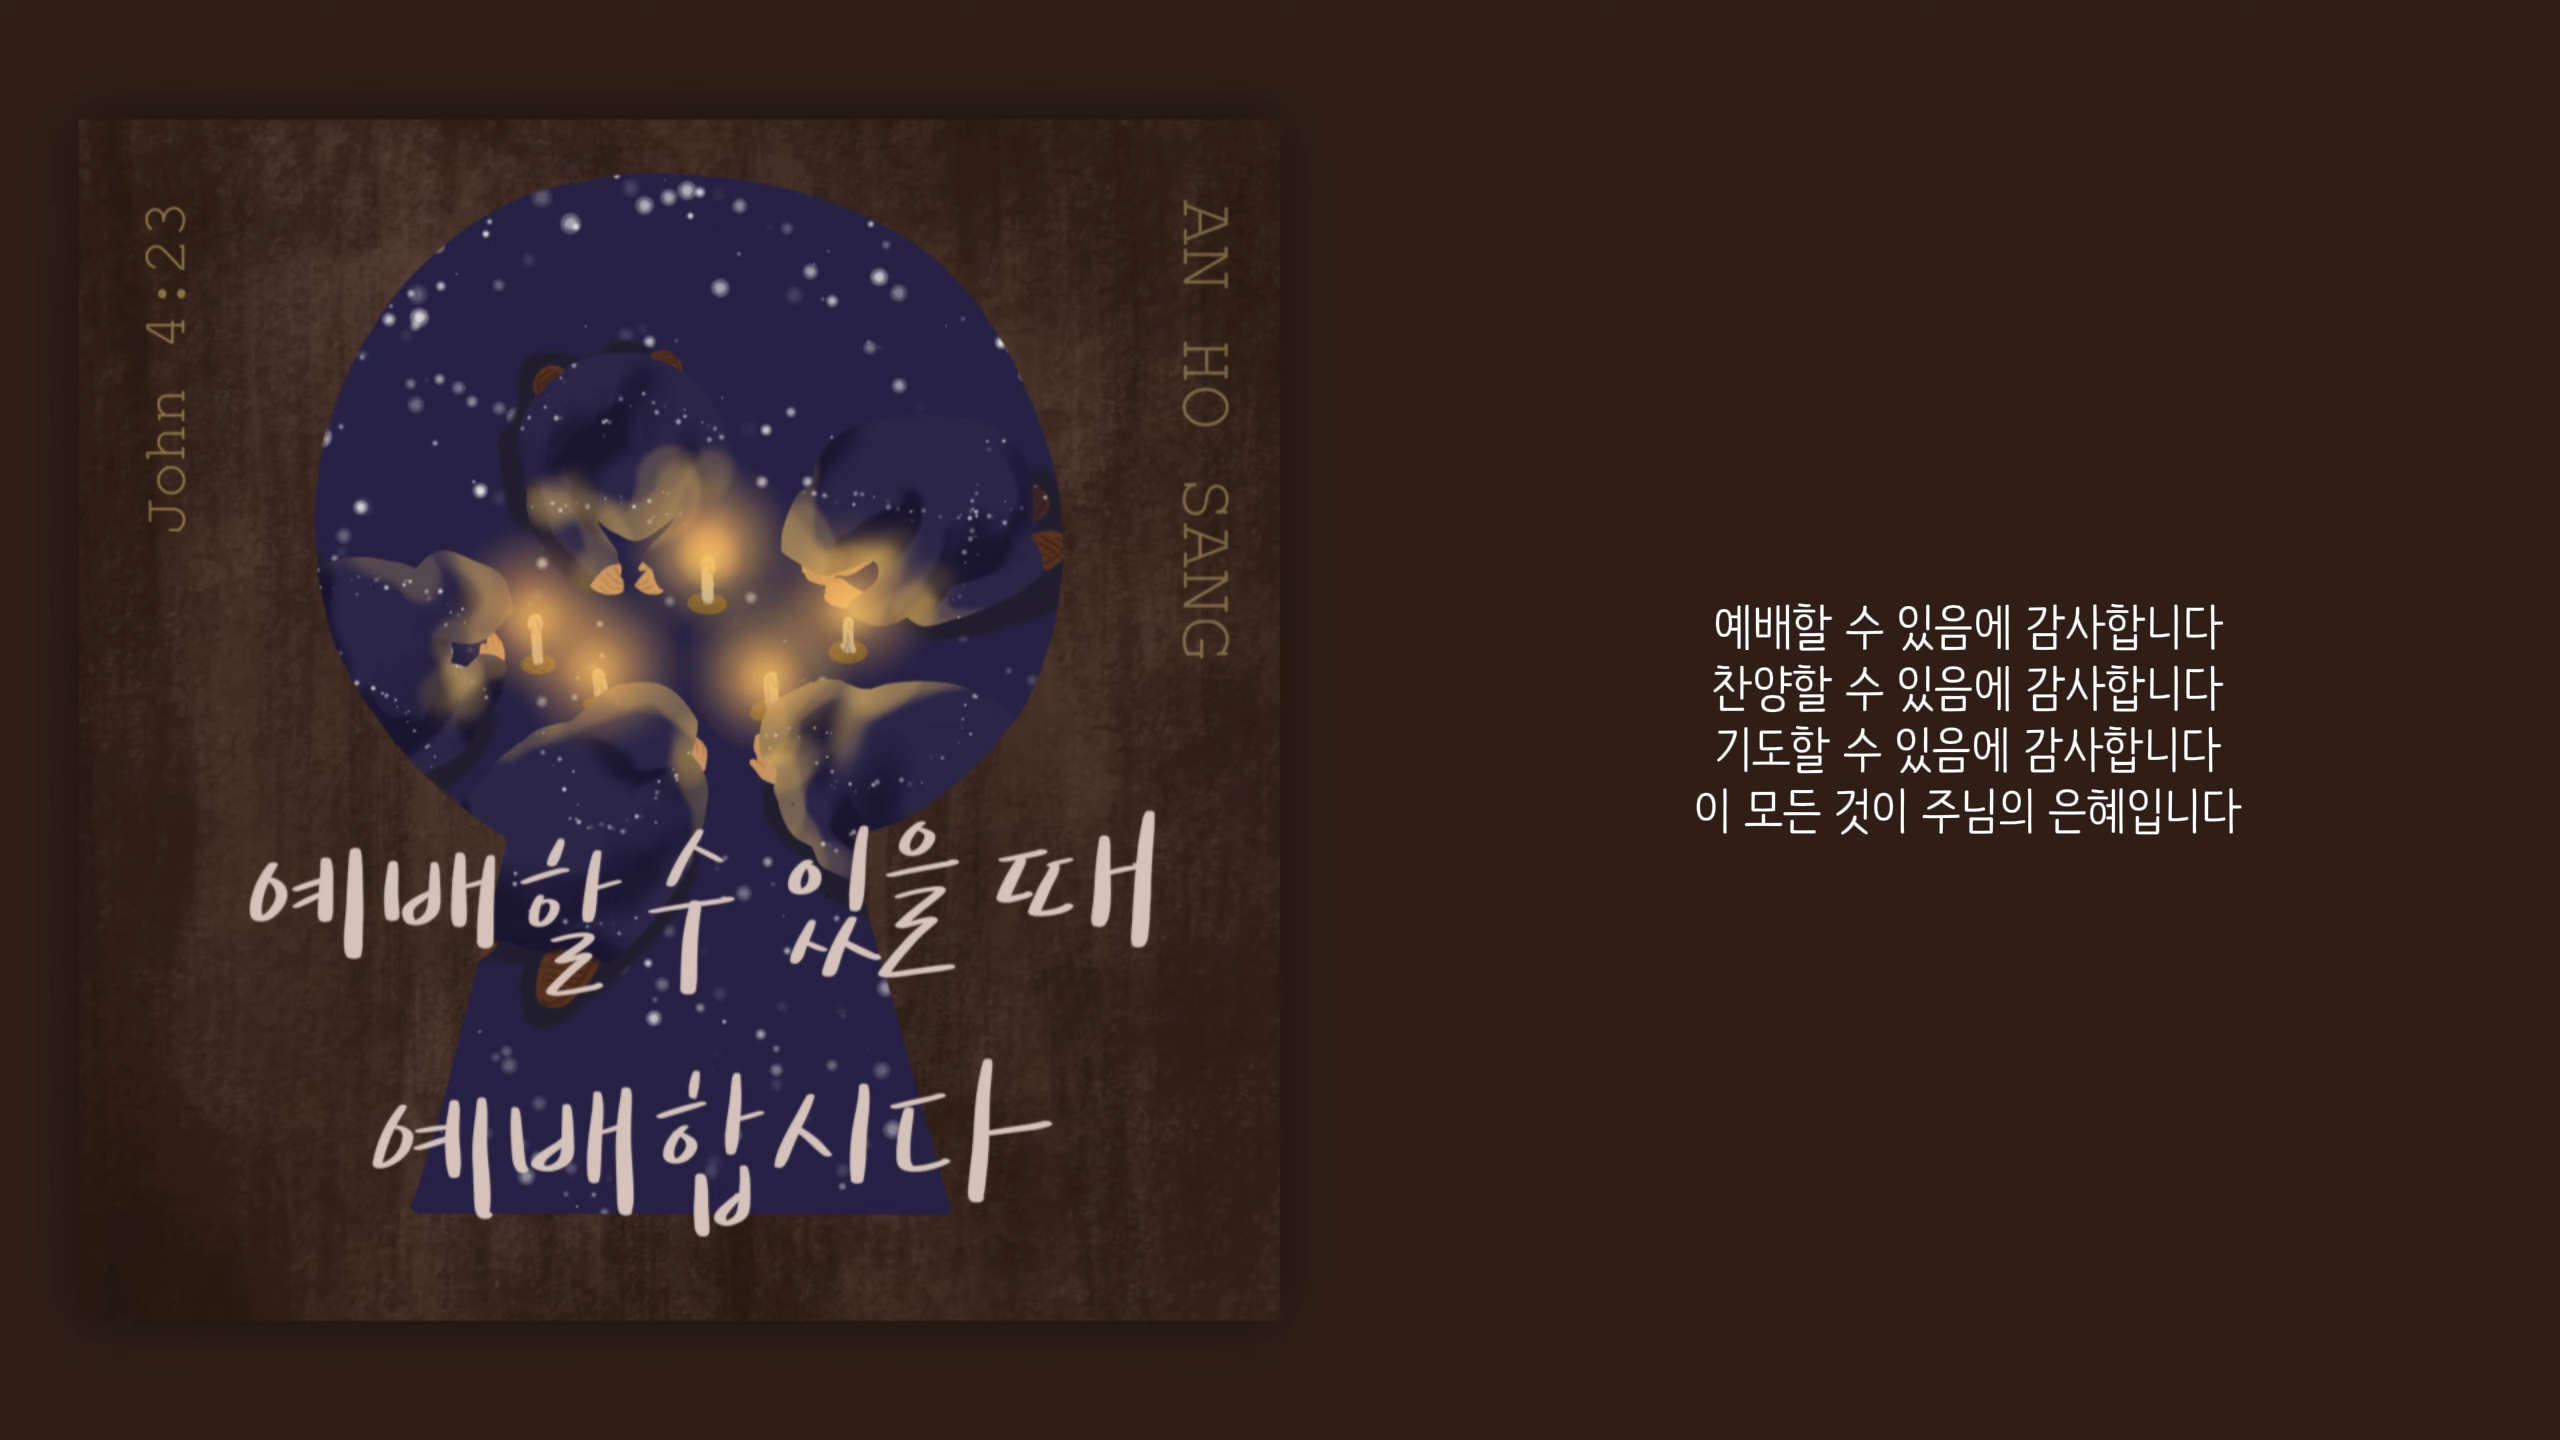 John 4:23
AN HO SANG
예배할 수 있을 때
예배합시다
예배할 수 있음에 감사합니다
찬양할 수 있음에 감사합니다
기도할 수 있음에 감사합니다
이 모든 것이 주님의 은혜입니다